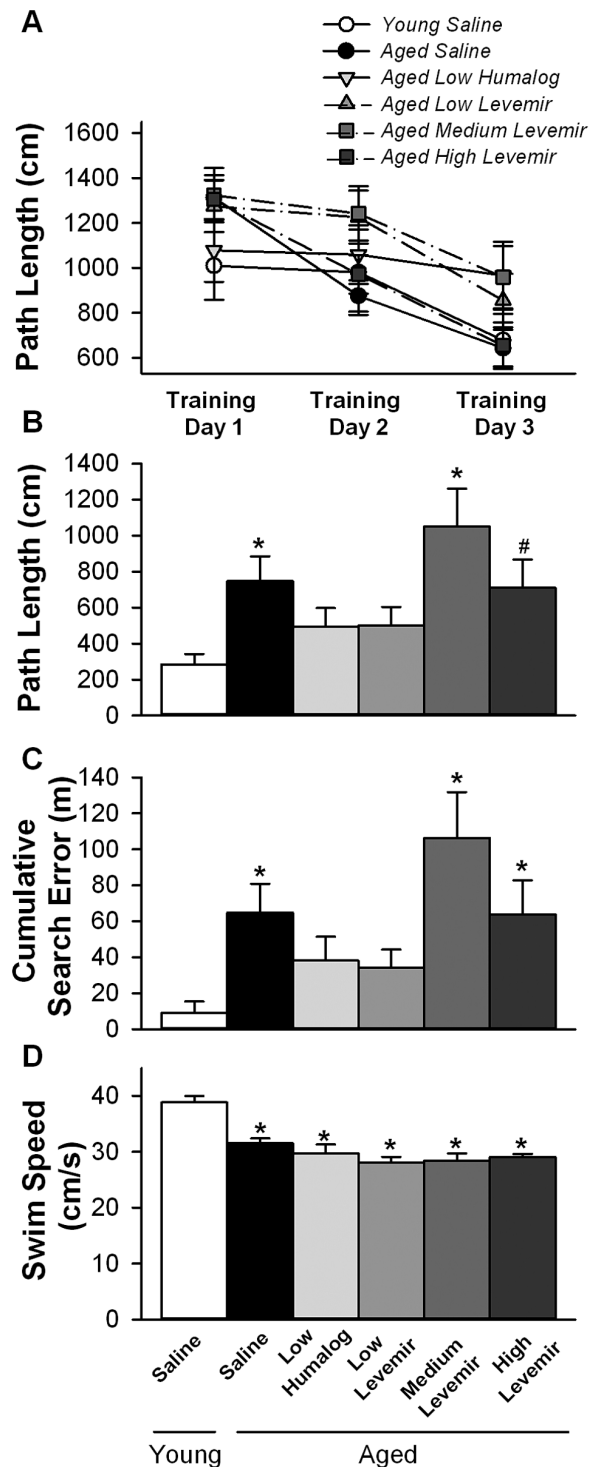 A
Young Saline
Aged Saline
Aged Low Humalog
Aged Low Levemir
Aged Medium Levemir
Aged High Levemir
Path Length (cm)
1600
1400
1200
1000
800
600
Training Day 1
Training Day 2
Training Day 3
B
Path Length (cm)
1400
1200
1000
800
600
400
200
0
*
*
#
C
Cumulative
Search Error (m)
140
120
100
80
60
40
20
0
*
*
*
D
Swim Speed
(cm/s)
40
30
20
10
0
*
*
*
*
*
Saline
Saline
Low
Humalog
Low
Levemir
Medium
Levemir
High
Levemir
Young
Aged